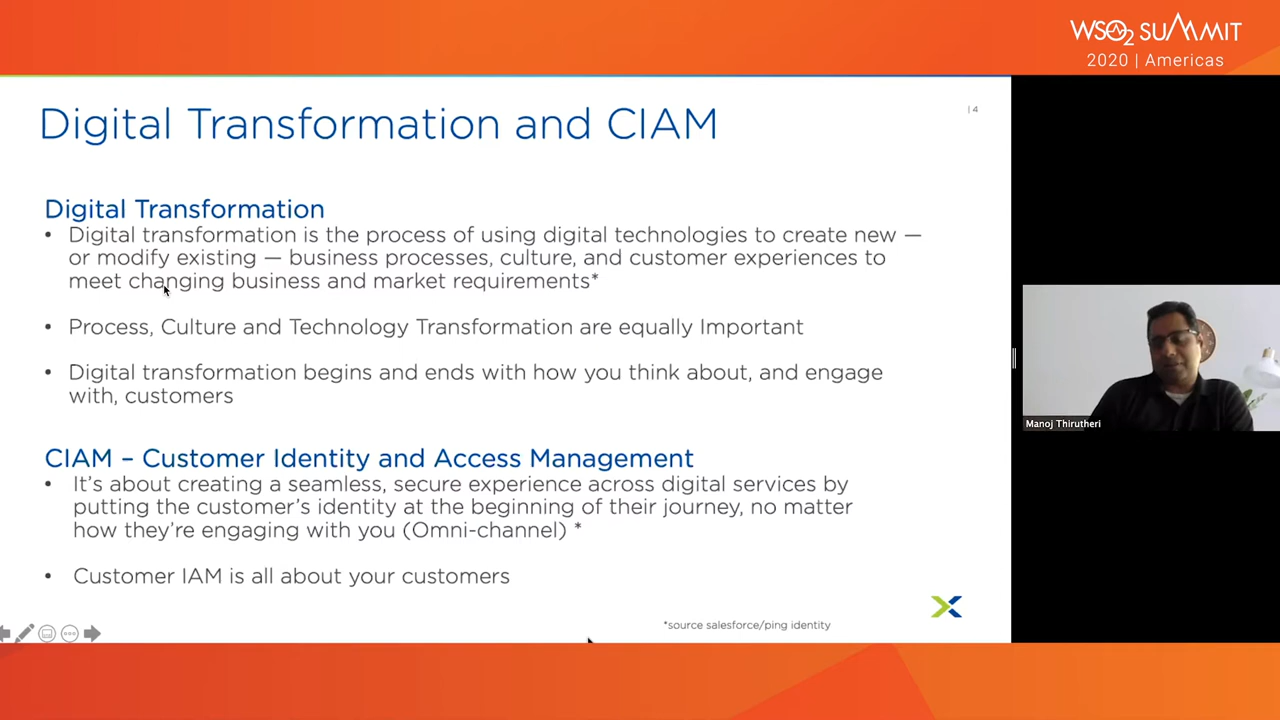 WSO2 SUMMIT
2020 | Americas
Digital Transformation and CIAM
| 4
Digital Transformation
• Digital transformation is the process of using digital technologies to create new —
or modify existing — business processes, culture, and customer experiences to
meet changing business and market requirements*
• Process, Culture and Technology Transformation are equally Important
• Digital transformation begins and ends with how you think about, and engage
with, customers
CIAM – Customer Identity and Access Management
• It's about creating a seamless, secure experience across digital services by
putting the customer's identity at the beginning of their journey, no matter
how they're engaging with you (Omni-channel) *
• Customer IAM is all about your customers
*source salesforce/ping identity
Manoj Thirutheri